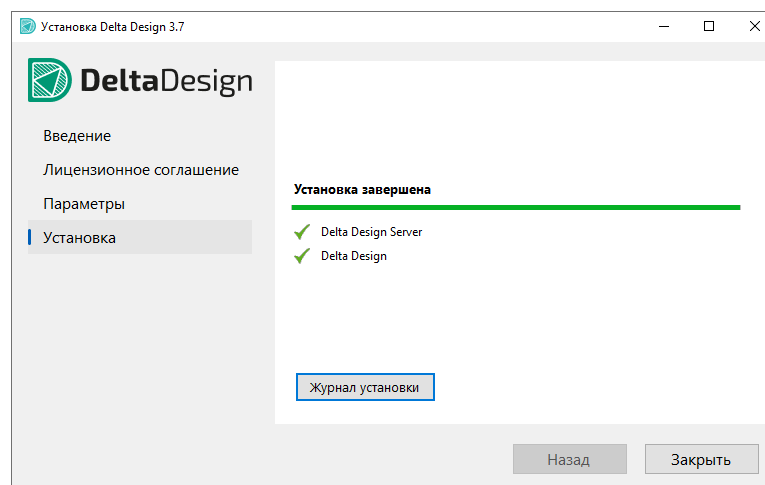 Установка Delta Design 3.7
DeltaDesign
Введение
Лицензионное соглашение
Параметры
Установка
Установка завершена
Delta Design Server
Delta Design
Журнал установки
Назад
Закрыть